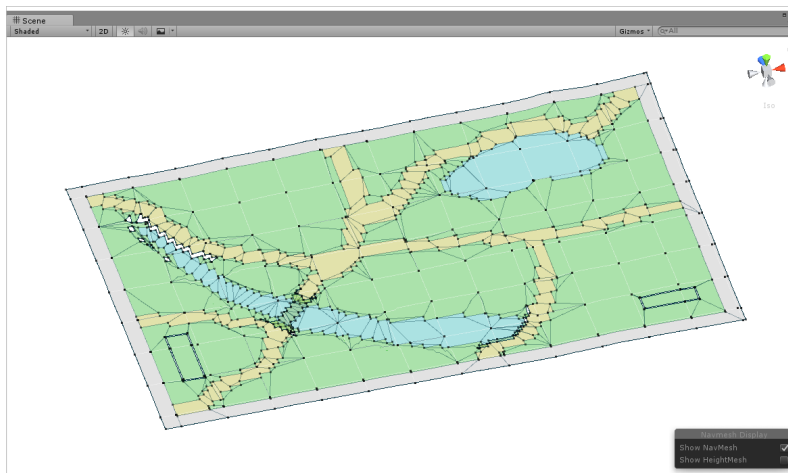 Scene
Shaded
2D
Gizmos
All
Iso
Navmesh Display
Show NavMesh
Show HeightMesh